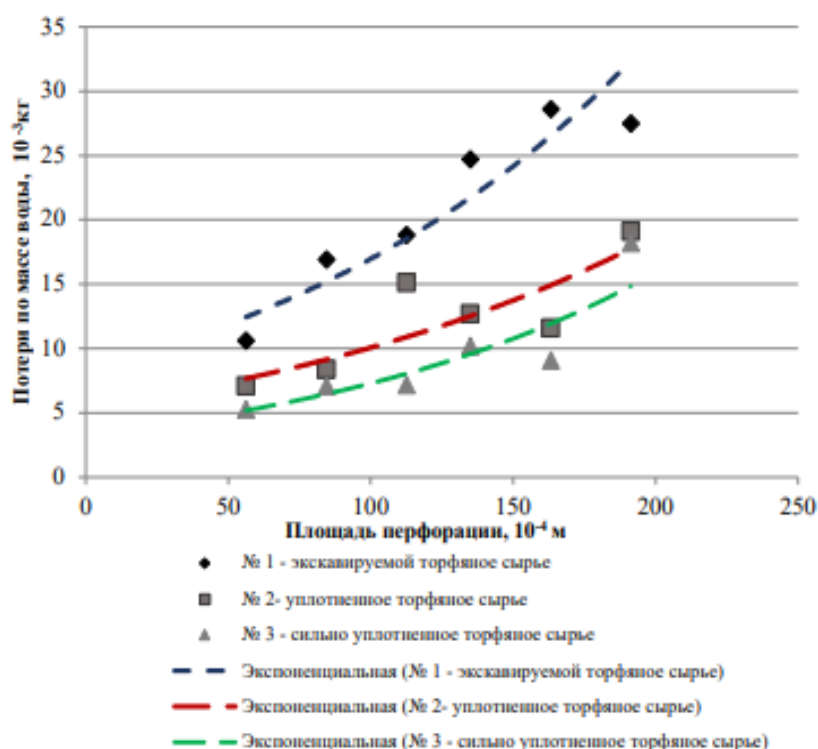 35
30
25
20
15
10
5
0
Потери по массе воды, 10 ⁻³кг
0 50 100 150 200 250
Площадь перфорации, 10⁻⁴ м
№ 1 - экскавируемой торфяное сырье
№ 2- уплотненное торфяное сырье
№ 3 - сильно уплотненное торфяное сырье
Экспоненциальная (№ 1 - экскавируемой торфяное сырье)
Экспоненциальная (№ 2- уплотненное торфяное сырье)
Экспоненциальная (№ 3 - сильно уплотненное торфяное сырье)